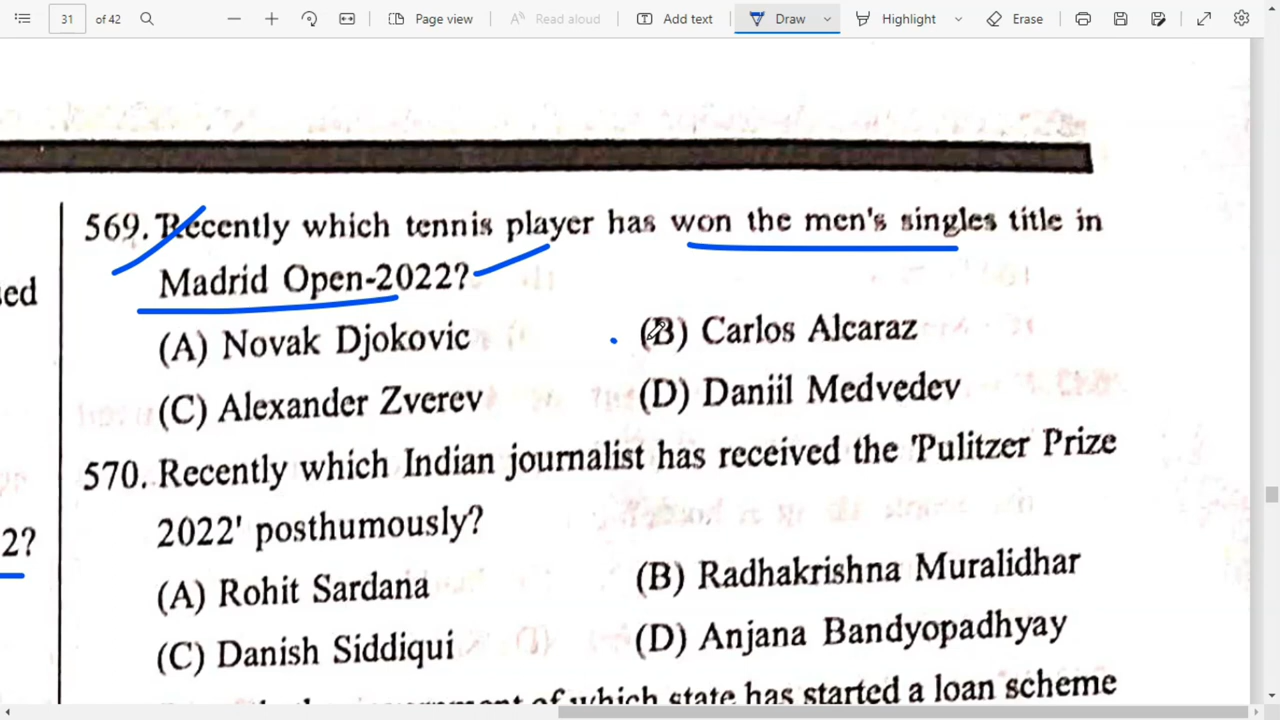 31 of 42 Page view Read aloud Add text Draw Highlight Erase
569. Recently which tennis player has won the men's singles title in
sed Madrid Open-2022?
(A) Novak Djokovic (B) Carlos Alcaraz
(C) Alexander Zverev (D) Daniil Medvedev
570. Recently which Indian journalist has received the 'Pulitzer Prize
2? 2022' posthumously?
(A) Rohit Sardana (B) Radhakrishna Muralidhar
(C) Danish Siddiqui (D) Anjana Bandyopadhyay
of which state has started a loan scheme